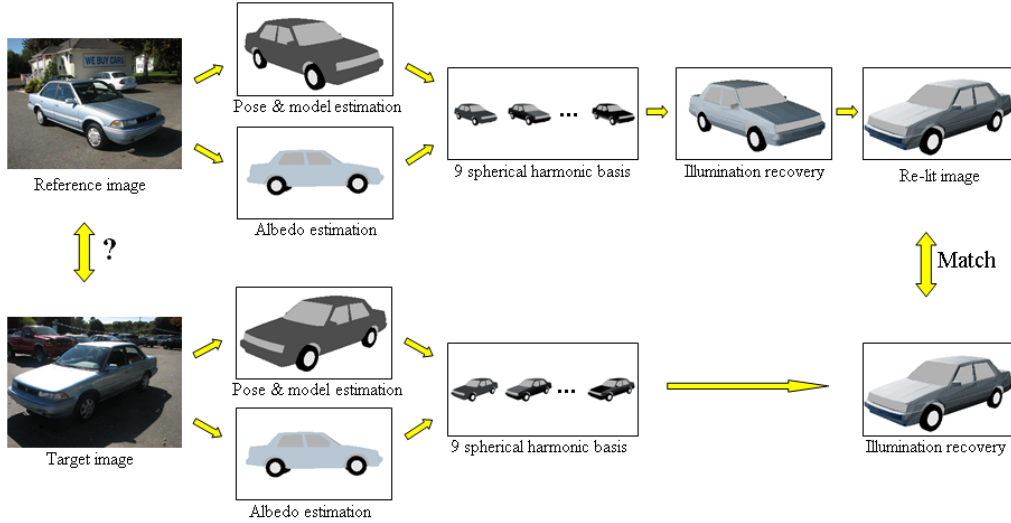 WE BUY CARS
Pose & model estimation
Reference image
Albedo estimation
9 spherical harmonic basis
...
Illumination recovery
Re-lit image
?
Match
Pose & model estimation
Target image
Albedo estimation
9 spherical harmonic basis
...
Illumination recovery